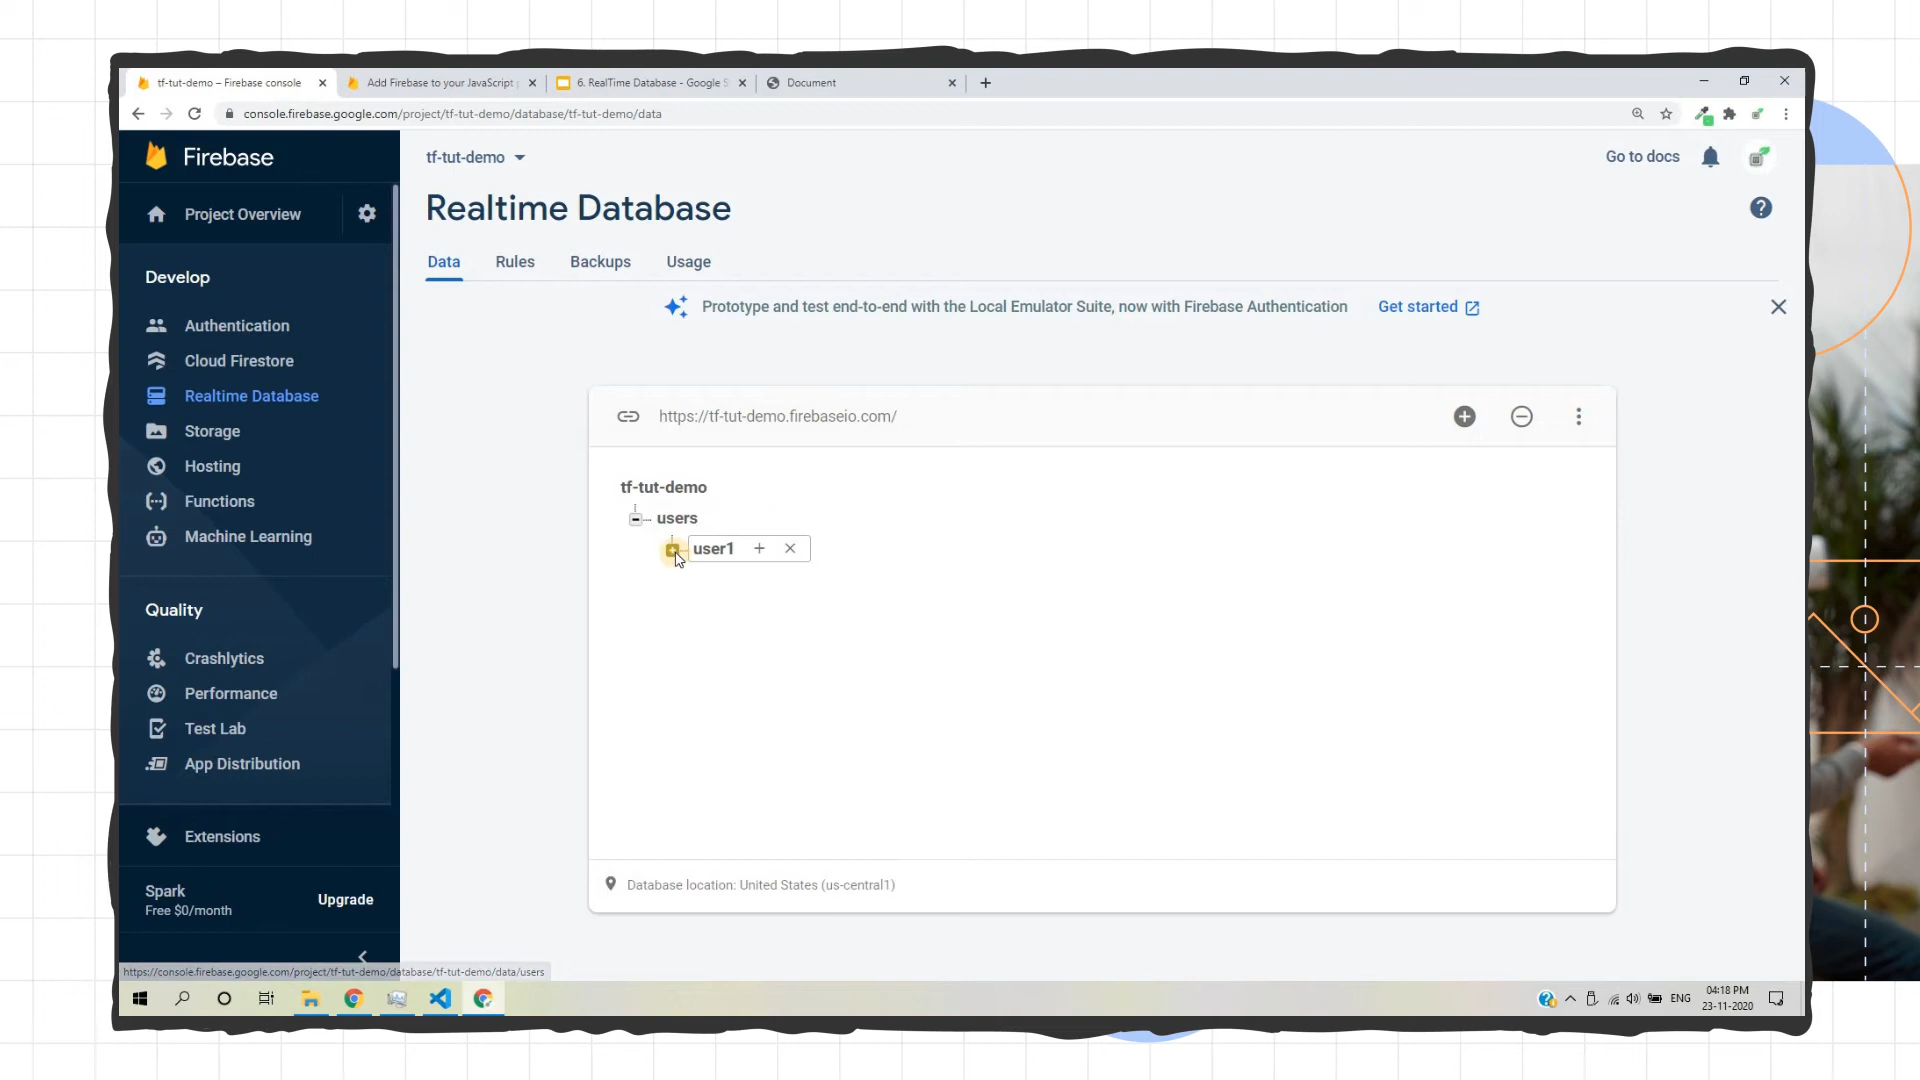 tf-tut-demo – Firebase console
Add Firebase to your JavaScript
6. RealTime Database - Google S
Document
console.firebase.google.com/project/tf-tut-demo/database/tf-tut-demo/data
Firebase
tf-tut-demo
Go to docs
Project Overview
Realtime Database
Data
Rules
Backups
Usage
Prototype and test end-to-end with the Local Emulator Suite, now with Firebase Authentication
Get started
Develop
Authentication
Cloud Firestore
Realtime Database
Storage
Hosting
Functions
Machine Learning
Quality
Crashlytics
Performance
Test Lab
App Distribution
Extensions
Spark
Free $0/month
Upgrade
https://tf-tut-demo.firebaseio.com/
tf-tut-demo
users
user1
Database location: United States (us-central1)
https://console.firebase.google.com/project/tf-tut-demo/database/tf-tut-demo/data/users
ENG
04:18 PM
23-11-2020